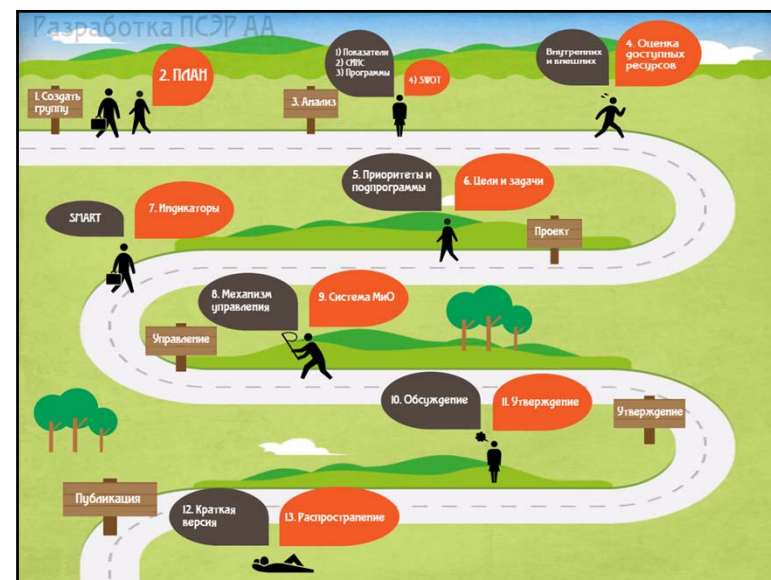 Разработка ПСЭР АА
1. Создать
группу
2. ПЛАН
3. Анализ
1) Показатели
2) СМИС
3) Программы
4) SWOT
Внутренних
и внешних
4. Оценка
доступных
ресурсов
5. Приоритеты и
подпрограммы
6. Цели и задачи
Проект
SMART
7. Индикаторы
8. Механизм
управления
9. Система МиО
Управление
10. Обсуждение
11. Утверждение
Утверждение
Публикация
12. Краткая
версия
13. Распространение